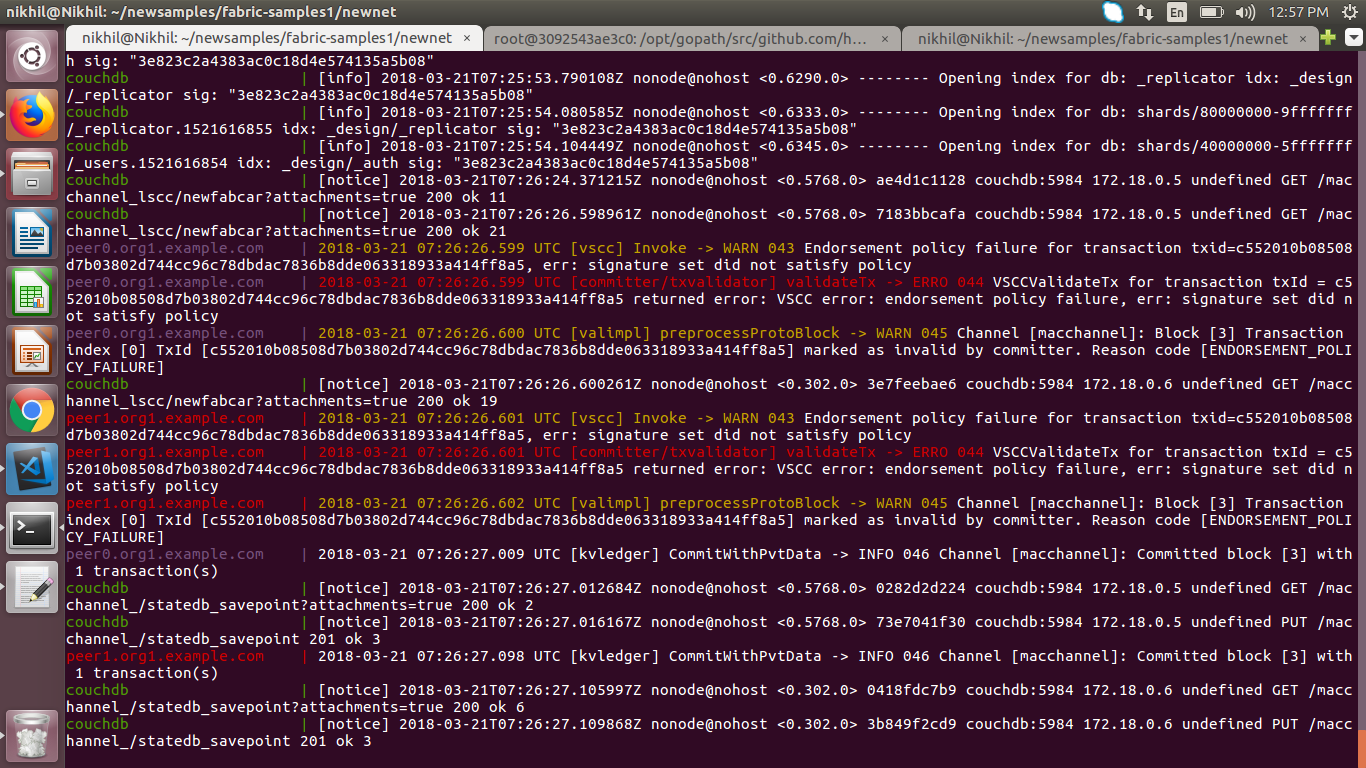 nikhil@Nikhil: ~/newsamples/fabric-samples1/newnet
En
12:57 PM
nikhil@Nikhil: ~/newsamples/fabric-samples1/newnet ×
root@3092543ae3c0: /opt/gopath/src/github.com/h... ×
nikhil@Nikhil: ~/newsamples/fabric-samples1/newnet ×
h sig: "3e823c2a4383ac0c18d4e574135a5b08"
couchdb | [info] 2018-03-21T07:25:53.790108Z nonode@nohost <0.6290.0> -------- Opening index for db: _replicator idx: _design
/_replicator sig: "3e823c2a4383ac0c18d4e574135a5b08"
couchdb | [info] 2018-03-21T07:25:54.080585Z nonode@nohost <0.6333.0> -------- Opening index for db: shards/80000000-9fffffff
/_replicator.1521616855 idx: _design/_replicator sig: "3e823c2a4383ac0c18d4e574135a5b08"
couchdb | [info] 2018-03-21T07:25:54.104449Z nonode@nohost <0.6345.0> -------- Opening index for db: shards/40000000-5fffffff
/_users.1521616854 idx: _design/_auth sig: "3e823c2a4383ac0c18d4e574135a5b08"
couchdb | [notice] 2018-03-21T07:26:24.371215Z nonode@nohost <0.5768.0> ae4d1c1128 couchdb:5984 172.18.0.5 undefined GET /mac
channel_lscc/newfabcar?attachments=true 200 ok 11
couchdb | [notice] 2018-03-21T07:26:26.598961Z nonode@nohost <0.5768.0> 7183bbcafa couchdb:5984 172.18.0.5 undefined GET /mac
channel_lscc/newfabcar?attachments=true 200 ok 21
peer0.org1.example.com | 2018-03-21 07:26:26.599 UTC [vscc] Invoke -> WARN 043 Endorsement policy failure for transaction txid=c552010b08508
d7b03802d744cc96c78dbdac7836b8dde063318933a414ff8a5, err: signature set did not satisfy policy
peer0.org1.example.com | 2018-03-21 07:26:26.599 UTC [committer/txvalidator] validateTx -> ERRO 044 VSCCValidateTx for transaction txId = c5
52010b08508d7b03802d744cc96c78dbdac7836b8dde063318933a414ff8a5 returned error: VSCC error: endorsement policy failure, err: signature set did n
ot satisfy policy
peer0.org1.example.com | 2018-03-21 07:26:26.600 UTC [valimpl] preprocessProtoBlock -> WARN 045 Channel [macchannel]: Block [3] Transaction
index [0] TxId [c552010b08508d7b03802d744cc96c78dbdac7836b8dde063318933a414ff8a5] marked as invalid by committer. Reason code [ENDORSEMENT_POLI
CY_FAILURE]
couchdb | [notice] 2018-03-21T07:26:26.600261Z nonode@nohost <0.302.0> 3e7feebae6 couchdb:5984 172.18.0.6 undefined GET /macc
hannel_lscc/newfabcar?attachments=true 200 ok 19
peer1.org1.example.com | 2018-03-21 07:26:26.601 UTC [vscc] Invoke -> WARN 043 Endorsement policy failure for transaction txid=c552010b08508
d7b03802d744cc96c78dbdac7836b8dde063318933a414ff8a5, err: signature set did not satisfy policy
peer1.org1.example.com | 2018-03-21 07:26:26.601 UTC [committer/txvalidator] validateTx -> ERRO 044 VSCCValidateTx for transaction txId = c5
52010b08508d7b03802d744cc96c78dbdac7836b8dde063318933a414ff8a5 returned error: VSCC error: endorsement policy failure, err: signature set did n
ot satisfy policy
peer1.org1.example.com | 2018-03-21 07:26:26.602 UTC [valimpl] preprocessProtoBlock -> WARN 045 Channel [macchannel]: Block [3] Transaction
index [0] TxId [c552010b08508d7b03802d744cc96c78dbdac7836b8dde063318933a414ff8a5] marked as invalid by committer. Reason code [ENDORSEMENT_POLI
CY_FAILURE]
peer0.org1.example.com | 2018-03-21 07:26:27.009 UTC [kvledger] CommitWithPvtData -> INFO 046 Channel [macchannel]: Committed block [3] with
1 transaction(s)
couchdb | [notice] 2018-03-21T07:26:27.012684Z nonode@nohost <0.5768.0> 0282d2d224 couchdb:5984 172.18.0.5 undefined GET /mac
channel_/statedb_savepoint?attachments=true 200 ok 2
couchdb | [notice] 2018-03-21T07:26:27.016167Z nonode@nohost <0.5768.0> 73e7041f30 couchdb:5984 172.18.0.5 undefined PUT /mac
channel_/statedb_savepoint 201 ok 3
peer1.org1.example.com | 2018-03-21 07:26:27.098 UTC [kvledger] CommitWithPvtData -> INFO 046 Channel [macchannel]: Committed block [3] with
1 transaction(s)
couchdb | [notice] 2018-03-21T07:26:27.105997Z nonode@nohost <0.302.0> 0418fdc7b9 couchdb:5984 172.18.0.6 undefined GET /macc
hannel_/statedb_savepoint?attachments=true 200 ok 6
couchdb | [notice] 2018-03-21T07:26:27.109868Z nonode@nohost <0.302.0> 3b849f2cd9 couchdb:5984 172.18.0.6 undefined PUT /macc
hannel_/statedb_savepoint 201 ok 3